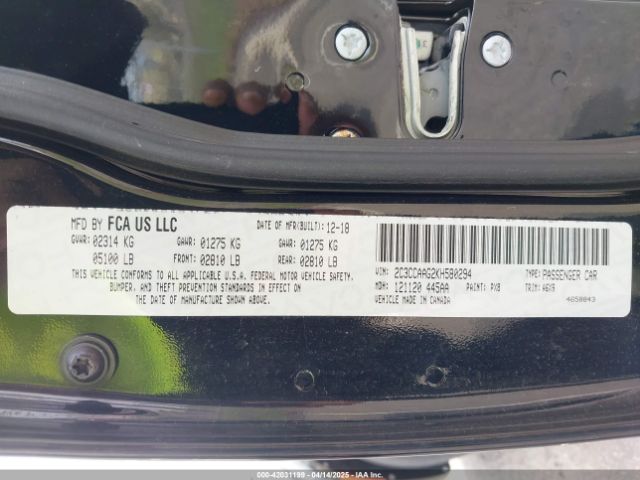 MFD BY FCA US LLC DATE OF MFR(BUILT): 12-18
GVWR: 02314 KG GAWR: 01275 KG GAWR: 01275 KG
05100 LB FRONT: 02810 LB REAR: 02810 LB
THIS VEHICLE CONFORMS TO ALL APPLICABLE U.S.A. FEDERAL MOTOR VEHICLE SAFETY,
BUMPER, AND THEFT PREVENTION STANDARDS IN EFFECT ON
THE DATE OF MANUFACTURE SHOWN ABOVE.
VIN: 2C3CCAAG2KH580294 TYPE: PASSENGER CAR
MDH: 121120 445AA PAINT: PX8 TRIM: A6X9
VEHICLE MADE IN CANADA 4650843
000-42031199 - 04/14/2025 - IAAI.COM